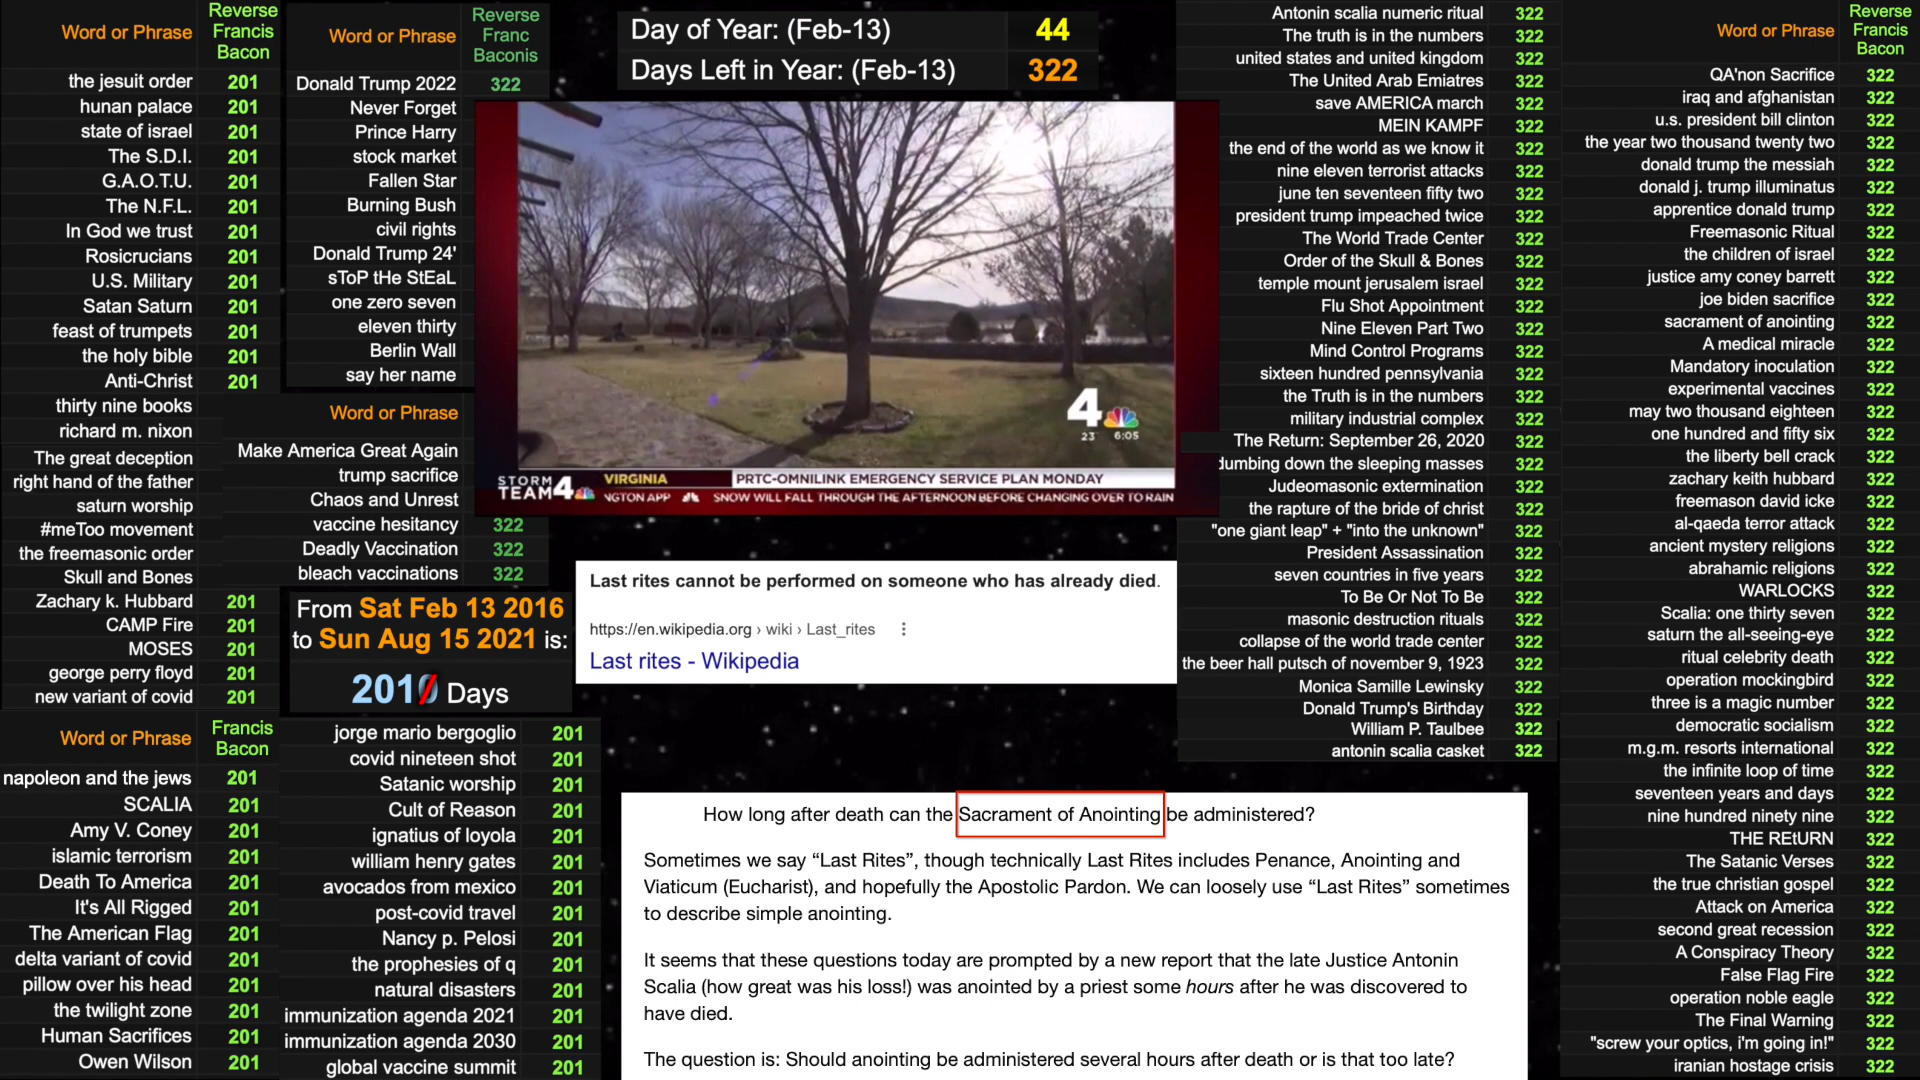 Word or Phrase
Reverse
Francis
Bacon
the jesuit order 201
hunan palace 201
state of israel 201
The S.D.I. 201
G.A.O.T.U. 201
The N.F.L. 201
In God we trust 201
Rosicrucians 201
U.S. Military 201
Satan Saturn 201
feast of trumpets 201
the holy bible 201
Anti-Christ 201
thirty nine books
richard m. nixon
The great deception
right hand of the father
saturn worship
#meToo movement
the freemasonic order
Skull and Bones
Zachary k. Hubbard 201
CAMP Fire 201
MOSES 201
george perry floyd 201
new variant of covid 201
Word or Phrase
Francis
Bacon
napoleon and the jews 201
SCALIA 201
Amy V. Coney 201
islamic terrorism 201
Death To America 201
It's All Rigged 201
The American Flag 201
delta variant of covid 201
pillow over his head 201
the twilight zone 201
Human Sacrifices 201
Owen Wilson 201
Word or Phrase
Reverse
Franc
Baconis
Donald Trump 2022 322
Never Forget
Prince Harry
stock market
Fallen Star
Burning Bush
civil rights
Donald Trump 24'
sToP tHe StEaL
one zero seven
eleven thirty
Berlin Wall
say her name
Word or Phrase
Make America Great Again
trump sacrifice
Chaos and Unrest
vaccine hesitancy 322
Deadly Vaccination 322
bleach vaccinations 322
From Sat Feb 13 2016
to Sun Aug 15 2021 is:
2010 Days
jorge mario bergoglio 201
covid nineteen shot 201
Satanic worship 201
Cult of Reason 201
ignatius of loyola 201
william henry gates 201
avocados from mexico 201
post-covid travel 201
Nancy p. Pelosi 201
the prophesies of q 201
natural disasters 201
immunization agenda 2021 201
immunization agenda 2030 201
global vaccine summit 201
Day of Year: (Feb-13) 44
Days Left in Year: (Feb-13) 322
4
23 6:05
STORM
TEAM4
VIRGINIA PRTC-OMNILINK EMERGENCY SERVICE PLAN MONDAY
NGTON APP SNOW WILL FALL THROUGH THE AFTERNOON BEFORE CHANGING OVER TO RAIN
Last rites cannot be performed on someone who has already died.
https://en.wikipedia.org › wiki › Last_rites
Last rites - Wikipedia
How long after death can the Sacrament of Anointing be administered?
Sometimes we say “Last Rites”, though technically Last Rites includes Penance, Anointing and
Viaticum (Eucharist), and hopefully the Apostolic Pardon. We can loosely use “Last Rites” sometimes
to describe simple anointing.
It seems that these questions today are prompted by a new report that the late Justice Antonin
Scalia (how great was his loss!) was anointed by a priest some hours after he was discovered to
have died.
The question is: Should anointing be administered several hours after death or is that too late?
Antonin scalia numeric ritual 322
The truth is in the numbers 322
united states and united kingdom 322
The United Arab Emiatres 322
save AMERICA march 322
MEIN KAMPF 322
the end of the world as we know it 322
nine eleven terrorist attacks 322
june ten seventeen fifty two 322
president trump impeached twice 322
The World Trade Center 322
Order of the Skull & Bones 322
temple mount jerusalem israel 322
Flu Shot Appointment 322
Nine Eleven Part Two 322
Mind Control Programs 322
sixteen hundred pennsylvania 322
the Truth is in the numbers 322
military industrial complex 322
The Return: September 26, 2020 322
dumbing down the sleeping masses 322
Judeomasonic extermination 322
the rapture of the bride of christ 322
"one giant leap" + "into the unknown" 322
President Assassination 322
seven countries in five years 322
To Be Or Not To Be 322
masonic destruction rituals 322
collapse of the world trade center 322
the beer hall putsch of november 9, 1923 322
Monica Samille Lewinsky 322
Donald Trump's Birthday 322
William P. Taulbee 322
antonin scalia casket 322
Word or Phrase
Reverse
Francis
Bacon
QA'non Sacrifice 322
iraq and afghanistan 322
u.s. president bill clinton 322
the year two thousand twenty two 322
donald trump the messiah 322
donald j. trump illuminatus 322
apprentice donald trump 322
Freemasonic Ritual 322
the children of israel 322
justice amy coney barrett 322
joe biden sacrifice 322
sacrament of anointing 322
A medical miracle 322
Mandatory inoculation 322
experimental vaccines 322
may two thousand eighteen 322
one hundred and fifty six 322
the liberty bell crack 322
zachary keith hubbard 322
freemason david icke 322
al-qaeda terror attack 322
ancient mystery religions 322
abrahamic religions 322
WARLOCKS 322
Scalia: one thirty seven 322
saturn the all-seeing-eye 322
ritual celebrity death 322
operation mockingbird 322
three is a magic number 322
democratic socialism 322
m.g.m. resorts international 322
the infinite loop of time 322
seventeen years and days 322
nine hundred ninety nine 322
THE REtURN 322
The Satanic Verses 322
the true christian gospel 322
Attack on America 322
second great recession 322
A Conspiracy Theory 322
False Flag Fire 322
operation noble eagle 322
The Final Warning 322
"screw your optics, i'm going in!" 322
iranian hostage crisis 322